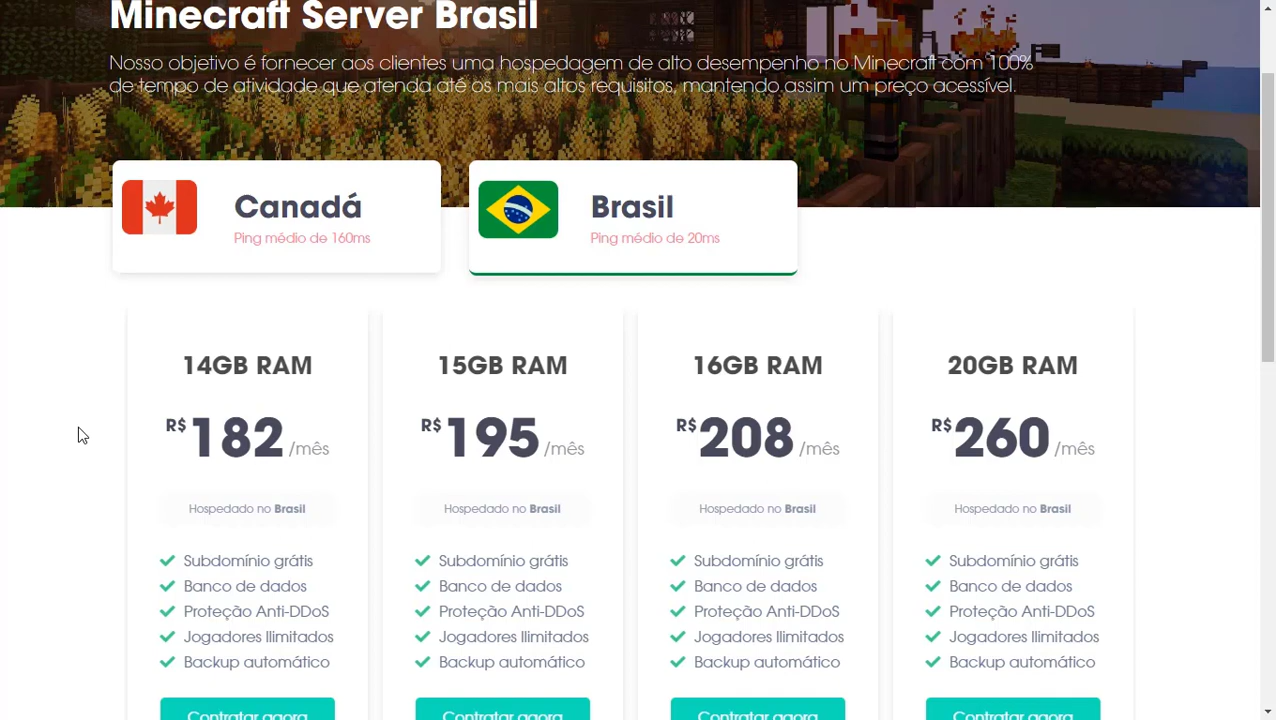 Minecraft Server Brasil
Nosso objetivo é fornecer aos clientes uma hospedagem de alto desempenho no Minecraft com 100%
de tempo de atividade que atenda até os mais altos requisitos, mantendo assim um preço acessível.
Canadá
Ping médio de 160ms
Brasil
Ping médio de 20ms
14GB RAM
R$182/mês
Hospedado no Brasil
Subdomínio grátis
Banco de dados
Proteção Anti-DDoS
Jogadores Ilimitados
Backup automático
Contratar agora
15GB RAM
R$195/mês
Hospedado no Brasil
Subdomínio grátis
Banco de dados
Proteção Anti-DDoS
Jogadores Ilimitados
Backup automático
Contratar agora
16GB RAM
R$208/mês
Hospedado no Brasil
Subdomínio grátis
Banco de dados
Proteção Anti-DDoS
Jogadores Ilimitados
Backup automático
Contratar agora
20GB RAM
R$260/mês
Hospedado no Brasil
Subdomínio grátis
Banco de dados
Proteção Anti-DDoS
Jogadores Ilimitados
Backup automático
Contratar agora